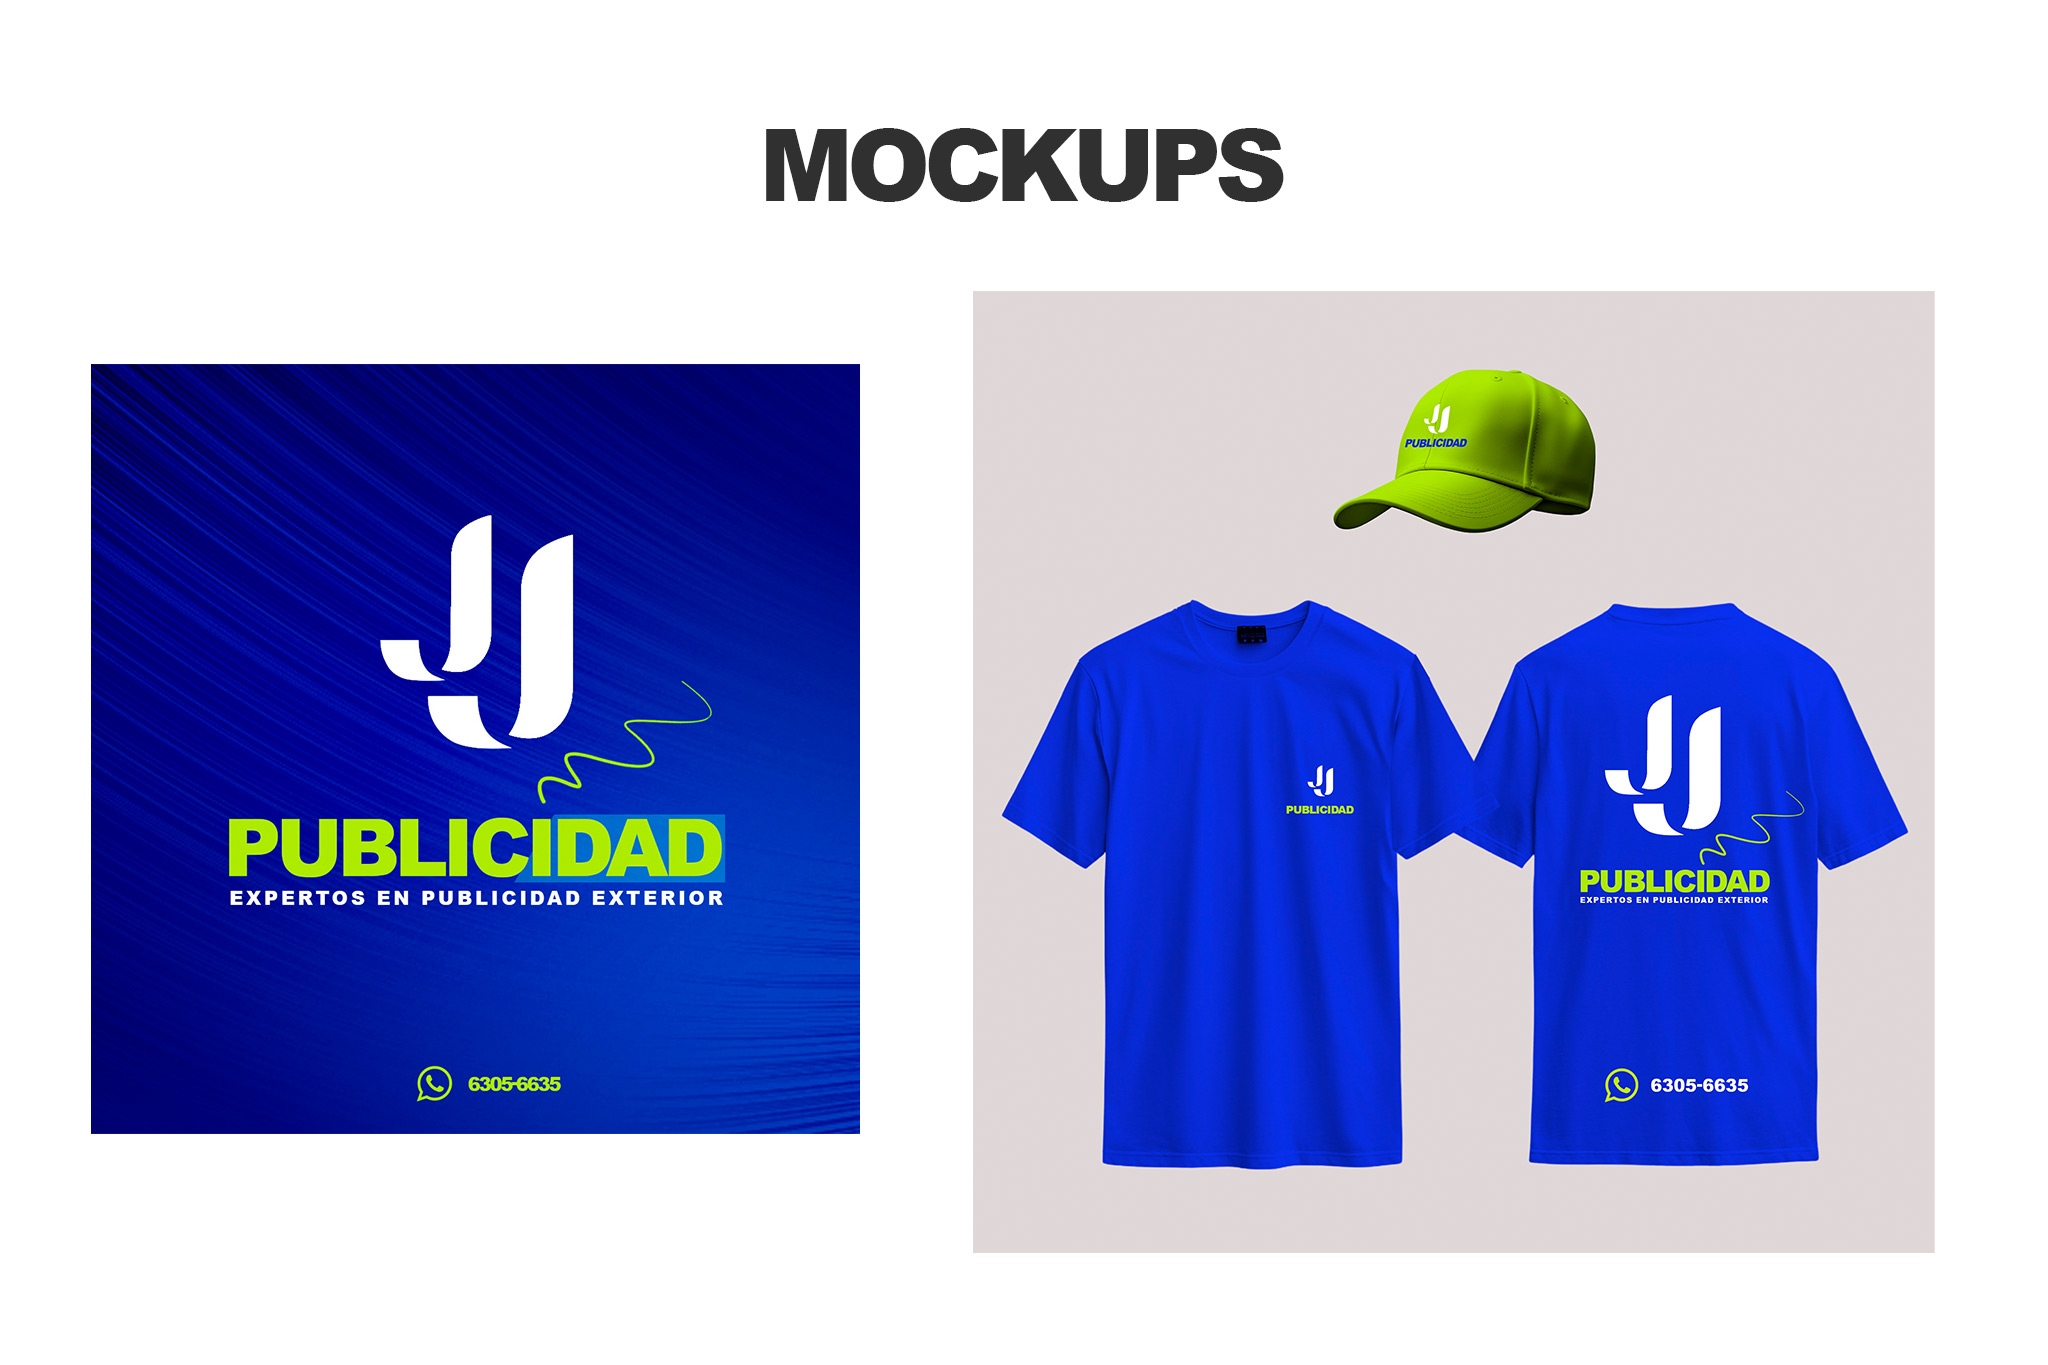 MOCKUPS
JJ
PUBLICIDAD
EXPERTOS EN PUBLICIDAD EXTERIOR
6305-6635
JJ
PUBLICIDAD
JJ
PUBLICIDAD
JJ
PUBLICIDAD
EXPERTOS EN PUBLICIDAD EXTERIOR
6305-6635